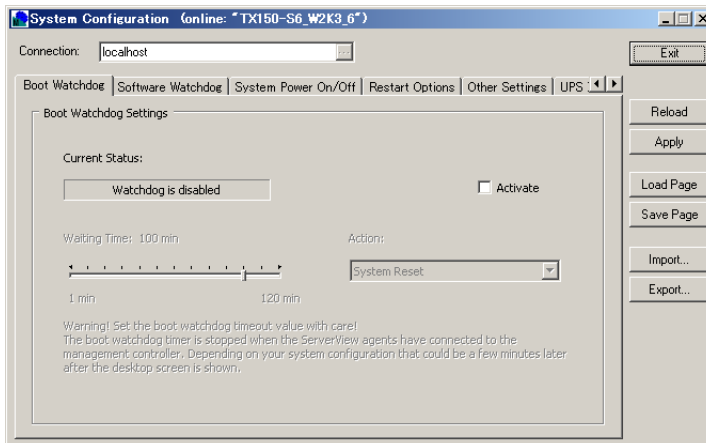 System Configuration (online: "TX150-S6_W2K3_6")
Connection: localhost ...
Exit
Boot Watchdog Software Watchdog System Power On/Off Restart Options Other Settings UPS
Boot Watchdog Settings
Reload
Apply
Current Status:
Watchdog is disabled
Activate
Load Page
Save Page
Waiting Time: 100 min
Action:
System Reset
Import...
1 min
120 min
Export...
Warning! Set the boot watchdog timeout value with care!
The boot watchdog timer is stopped when the ServerView agents have connected to the
management controller. Depending on your system configuration that could be a few minutes later
after the desktop screen is shown.